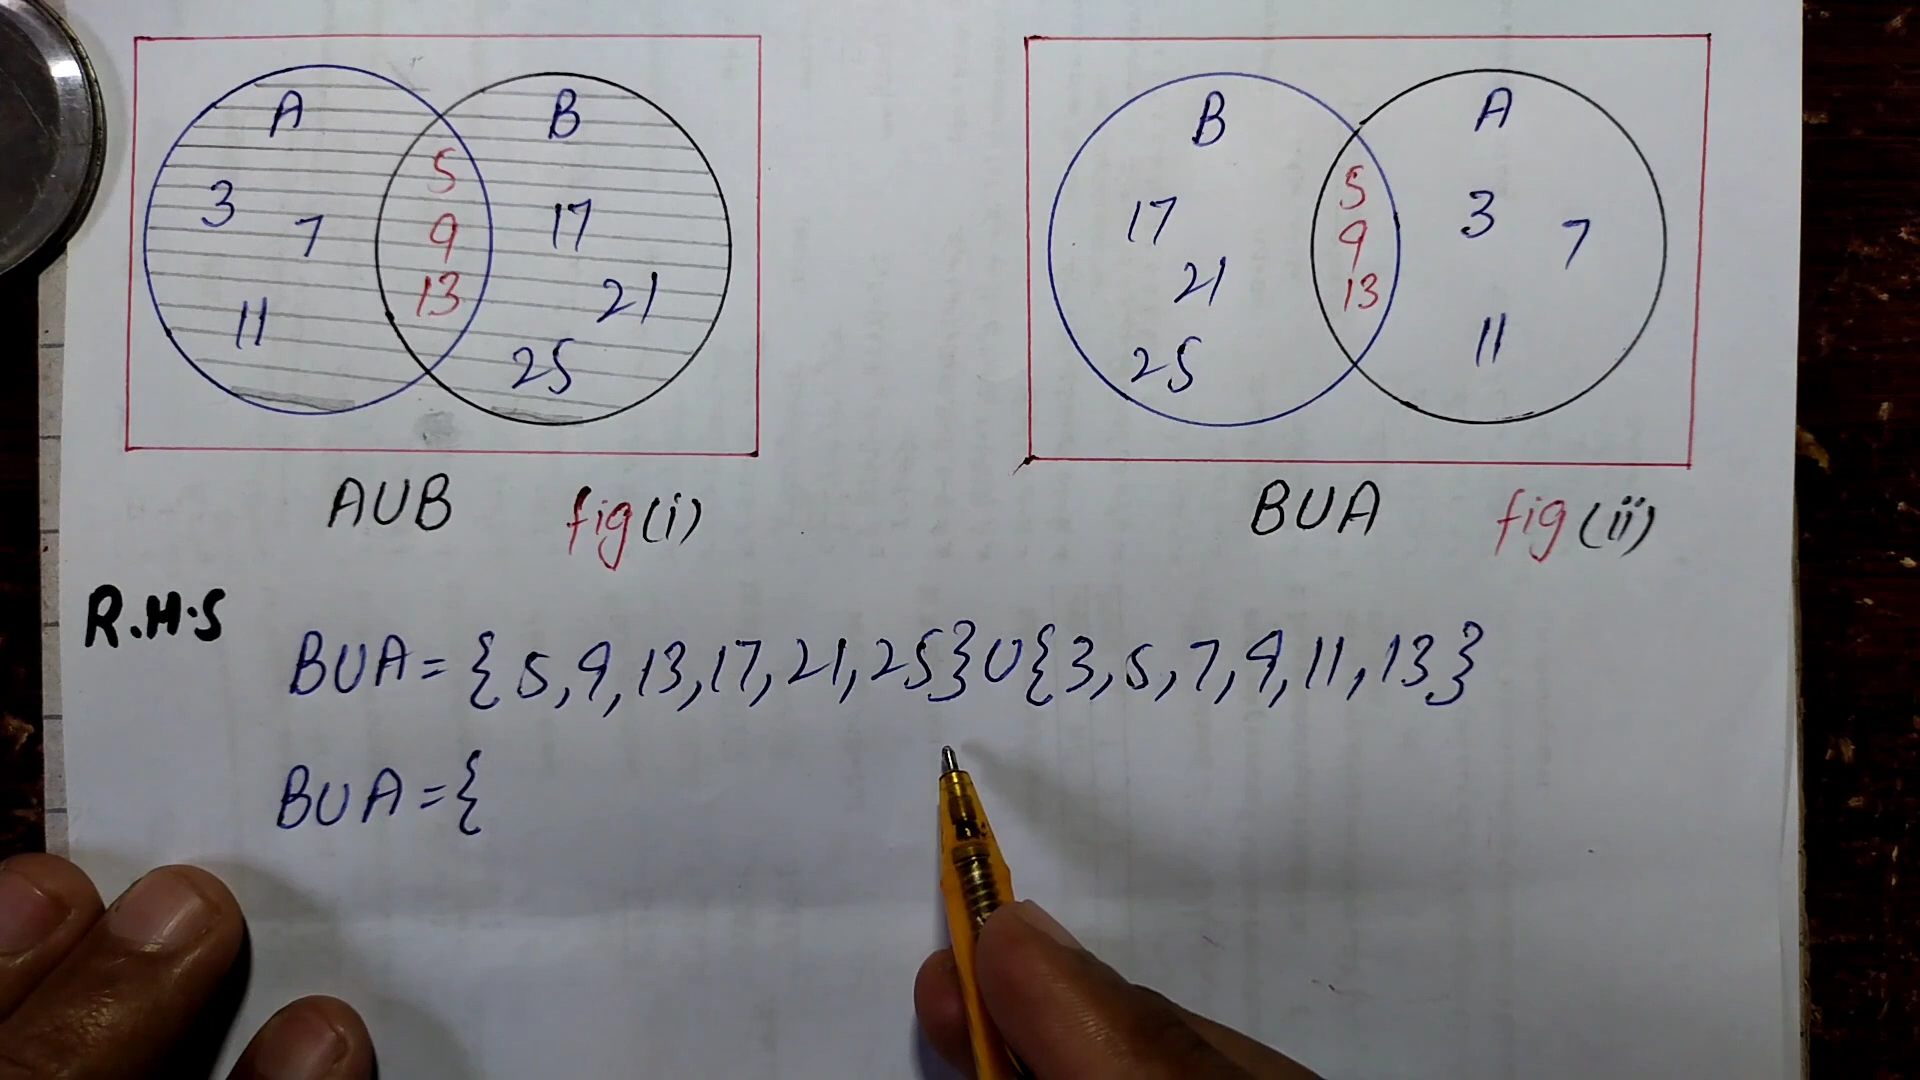 A B
5
3 7 9 17
13 21
11
25
AUB fig(i)
B A
5
17 9 3 7
21 13
25 11
BUA fig(ii)
R.H.S
BUA={5,9,13,17,21,25}U{3,5,7,9,11,13}
BUA={